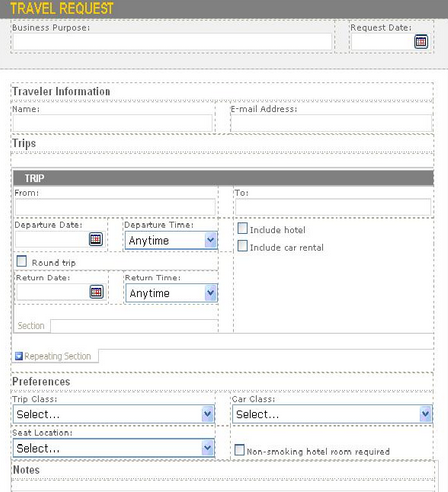 TRAVEL REQUEST
Business Purpose: Request Date:
Traveler Information
Name: E-mail Address:
Trips
TRIP
From: To:
Departure Date: Departure Time: Include hotel
Anytime
Include car rental
Round trip
Return Date: Return Time:
Anytime
Section
Repeating Section
Preferences
Trip Class: Car Class:
Select... Select...
Seat Location:
Select... Non-smoking hotel room required
Notes